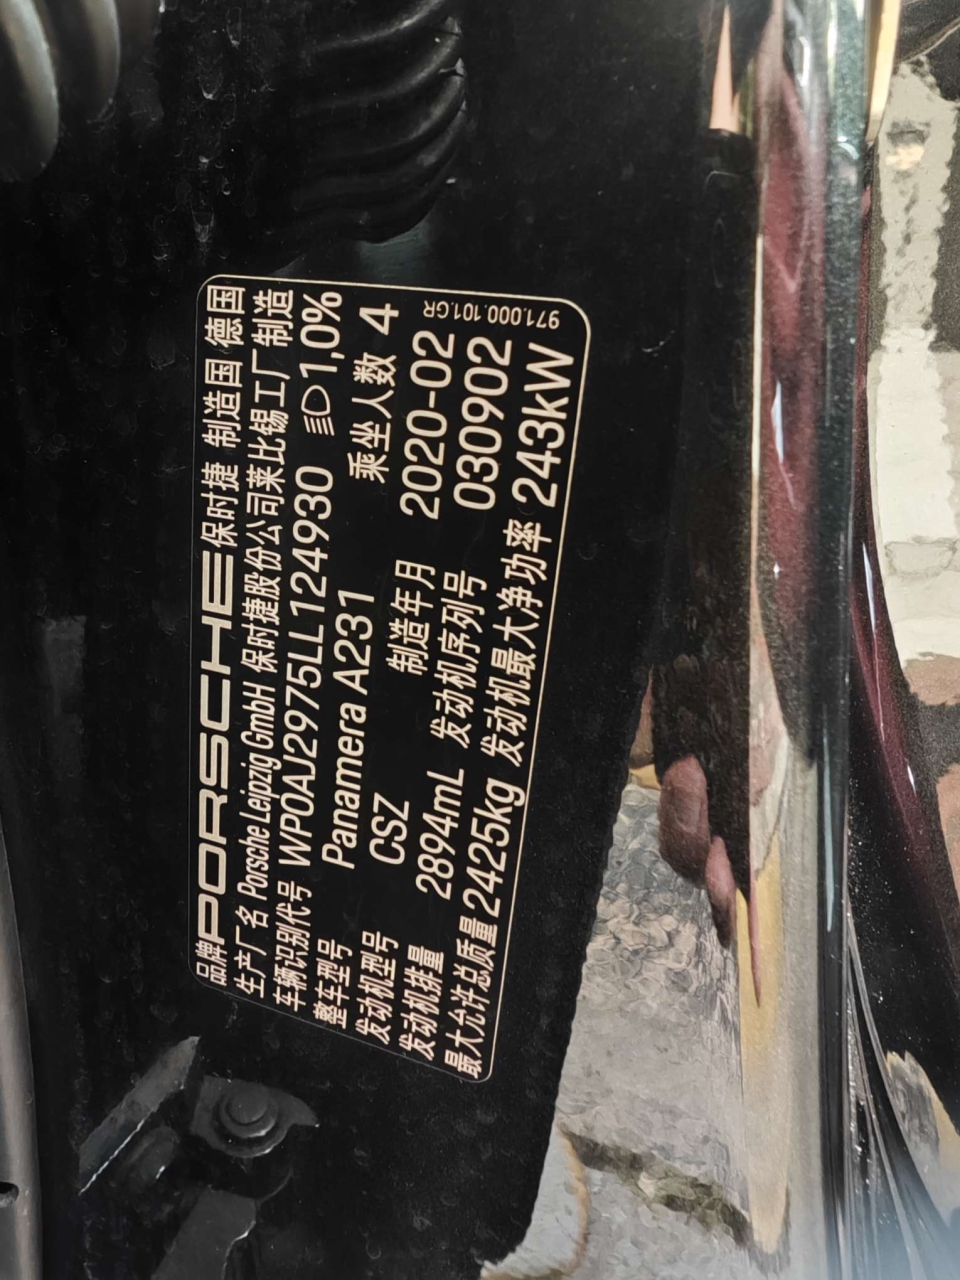 品牌 PORSCHE 保时捷 制造国 德国
生产厂名 Porsche Leipzig GmbH 保时捷股份公司莱比锡工厂制造
车辆识别代号 WP0AJ2975LL124930 1,0%
整车型号 Panamera A231 乘坐人数 4
发动机型号 CSZ 制造年月 2020-02
发动机排量 2894mL 发动机序列号 030902
最大允许总质量 2425kg 发动机最大净功率 243kW
971.000.101.GR